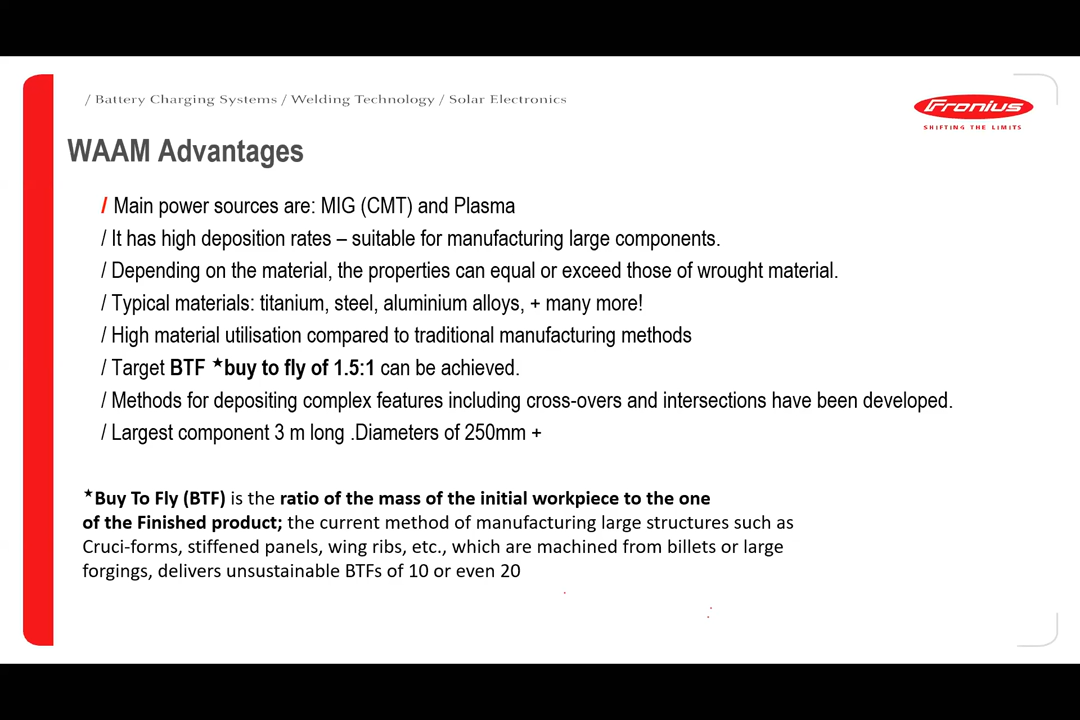 / Battery Charging Systems / Welding Technology / Solar Electronics
Fronius
SHIFTING THE LIMITS
WAAM Advantages
/ Main power sources are: MIG (CMT) and Plasma
/ It has high deposition rates – suitable for manufacturing large components.
/ Depending on the material, the properties can equal or exceed those of wrought material.
/ Typical materials: titanium, steel, aluminium alloys, + many more!
/ High material utilisation compared to traditional manufacturing methods
/ Target BTF ★buy to fly of 1.5:1 can be achieved.
/ Methods for depositing complex features including cross-overs and intersections have been developed.
/ Largest component 3 m long .Diameters of 250mm +
★Buy To Fly (BTF) is the ratio of the mass of the initial workpiece to the one
of the Finished product; the current method of manufacturing large structures such as
Cruci-forms, stiffened panels, wing ribs, etc., which are machined from billets or large
forgings, delivers unsustainable BTFs of 10 or even 20